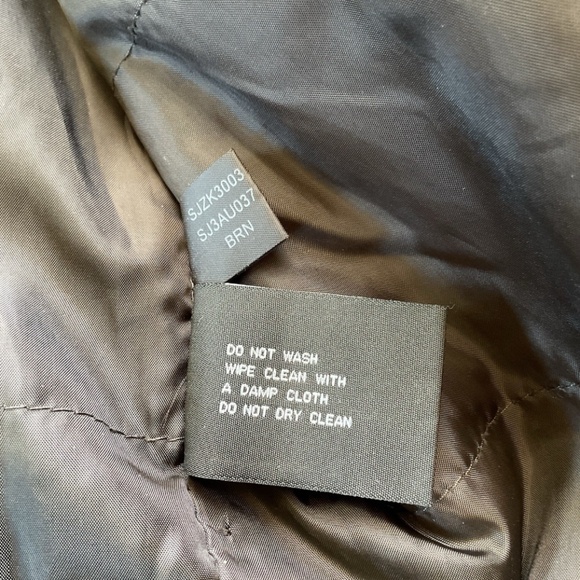 SJZK3003
SJ3AU037
BRN
DO NOT WASH
WIPE CLEAN WITH
A DAMP CLOTH
DO NOT DRY CLEAN